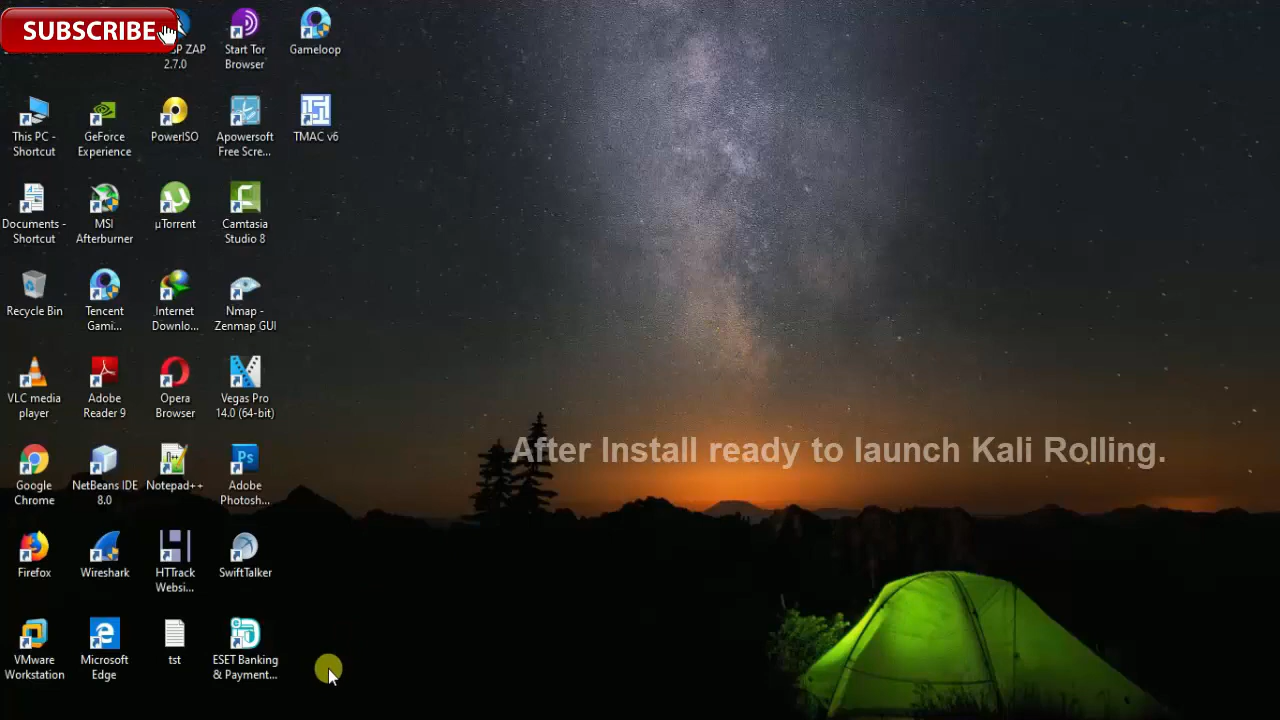 SUBSCRIBE
P ZAP
2.7.0
Start Tor
Browser
Gameloop
This PC -
Shortcut
GeForce
Experience
PowerISO
Apowersoft
Free Scre...
TMAC v6
Documents -
Shortcut
MSI
Afterburner
µTorrent
Camtasia
Studio 8
Recycle Bin
Tencent
Gami...
Internet
Downlo...
Nmap -
Zenmap GUI
VLC media
player
Adobe
Reader 9
Opera
Browser
Vegas Pro
14.0 (64-bit)
After Install ready to launch Kali Rolling.
Google
Chrome
NetBeans IDE
8.0
Notepad++
Ps
Adobe
Photosh...
Firefox
Wireshark
HTTrack
Websi...
SwiftTalker
VMware
Workstation
Microsoft
Edge
tst
ESET Banking
& Payment...